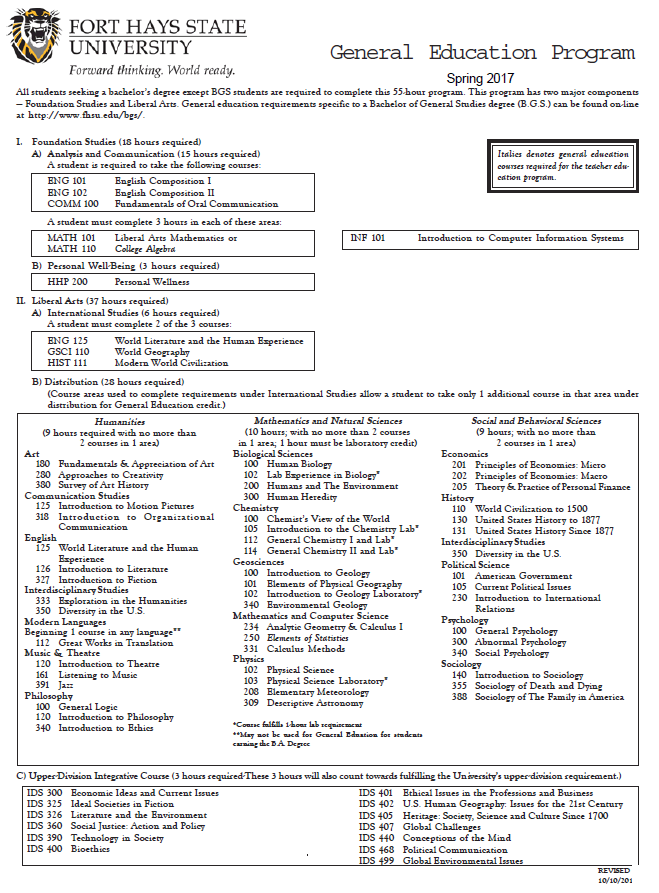 FORT HAYS STATE
UNIVERSITY
Forward thinking. World ready.
General Education Program
Spring 2017
All students seeking a bachelor's degree except BGS students are required to complete this 55-hour program. This program has two major components
— Foundation Studies and Liberal Arts. General education requirements specific to a Bachelor of General Studies degree (B.G.S.) can be found on-line
at http://www.fhsu.edu/bgs/.
I. Foundation Studies (18 hours required)
A) Analysis and Communication (15 hours required)
A student is required to take the following courses:
Italics denotes general education
courses required for the teacher edu-
cation program.
ENG 101 English Composition I
ENG 102 English Composition II
COMM 100 Fundamentals of Oral Communication
A student must complete 3 hours in each of these areas:
MATH 101 Liberal Arts Mathematics or
MATH 110 College Algebra
INF 101 Introduction to Computer Information Systems
B) Personal Well-Being (3 hours required)
HHP 200 Personal Wellness
II. Liberal Arts (37 hours required)
A) International Studies (6 hours required)
A student must complete 2 of the 3 courses:
ENG 125 World Literature and the Human Experience
GSCI 110 World Geography
HIST 111 Modern World Civilization
B) Distribution (28 hours required)
(Course areas used to complete requirements under International Studies allow a student to take only 1 additional course in that area under
distribution for General Education credit.)
Humanities
(9 hours required with no more than
2 courses in 1 area)
Art
180 Fundamentals & Appreciation of Art
280 Approaches to Creativity
380 Survey of Art History
Communication Studies
125 Introduction to Motion Pictures
318 Introduction to Organizational
Communication
English
125 World Literature and the Human
Experience
126 Introduction to Literature
327 Introduction to Fiction
Interdisciplinary Studies
333 Exploration in the Humanities
350 Diversity in the U.S.
Modern Languages
Beginning 1 course in any language**
112 Great Works in Translation
Music & Theatre
120 Introduction to Theatre
161 Listening to Music
391 Jazz
Philosophy
100 General Logic
120 Introduction to Philosophy
340 Introduction to Ethics
Mathematics and Natural Sciences
(10 hours; with no more than 2 courses
in 1 area; 1 hour must be laboratory credit)
Biological Sciences
100 Human Biology
102 Lab Experience in Biology*
200 Humans and The Environment
300 Human Heredity
Chemistry
100 Chemist's View of the World
105 Introduction to the Chemistry Lab*
112 General Chemistry I and Lab*
114 General Chemistry II and Lab*
Geosciences
100 Introduction to Geology
101 Elements of Physical Geography
102 Introduction to Geology Laboratory*
340 Environmental Geology
Mathematics and Computer Science
234 Analytic Geometry & Calculus I
250 Elements of Statistics
331 Calculus Methods
Physics
102 Physical Science
103 Physical Science Laboratory*
208 Elementary Meteorology
309 Descriptive Astronomy
*Course fulfills 1-hour lab requirement
**May not be used for General Eduation for students
earning the B.A. Degree
Social and Behavioral Sciences
(9 hours; with no more than
2 courses in 1 area)
Economics
201 Principles of Economics: Micro
202 Principles of Economics: Macro
205 Theory & Practice of Personal Finance
History
110 World Civilization to 1500
130 United States History to 1877
131 United States History Since 1877
Interdisciplinary Studies
350 Diversity in the U.S.
Political Science
101 American Government
105 Current Political Issues
230 Introduction to International
Relations
Psychology
100 General Psychology
300 Abnormal Psychology
340 Social Psychology
Sociology
140 Introduction to Sociology
355 Sociology of Death and Dying
388 Sociology of The Family in America
C) Upper-Division Integrative Course (3 hours required-These 3 hours will also count towards fulfilling the University's upper-division requirement.)
IDS 300 Economic Ideas and Current Issues
IDS 325 Ideal Societies in Fiction
IDS 326 Literature and the Environment
IDS 360 Social Justice: Action and Policy
IDS 390 Technology in Society
IDS 400 Bioethics
IDS 401 Ethical Issues in the Professions and Business
IDS 402 U.S. Human Geography: Issues for the 21st Century
IDS 405 Heritage: Society, Science and Culture Since 1700
IDS 407 Global Challenges
IDS 440 Conceptions of the Mind
IDS 468 Political Communication
IDS 499 Global Environmental Issues
REVISED
10/10/201